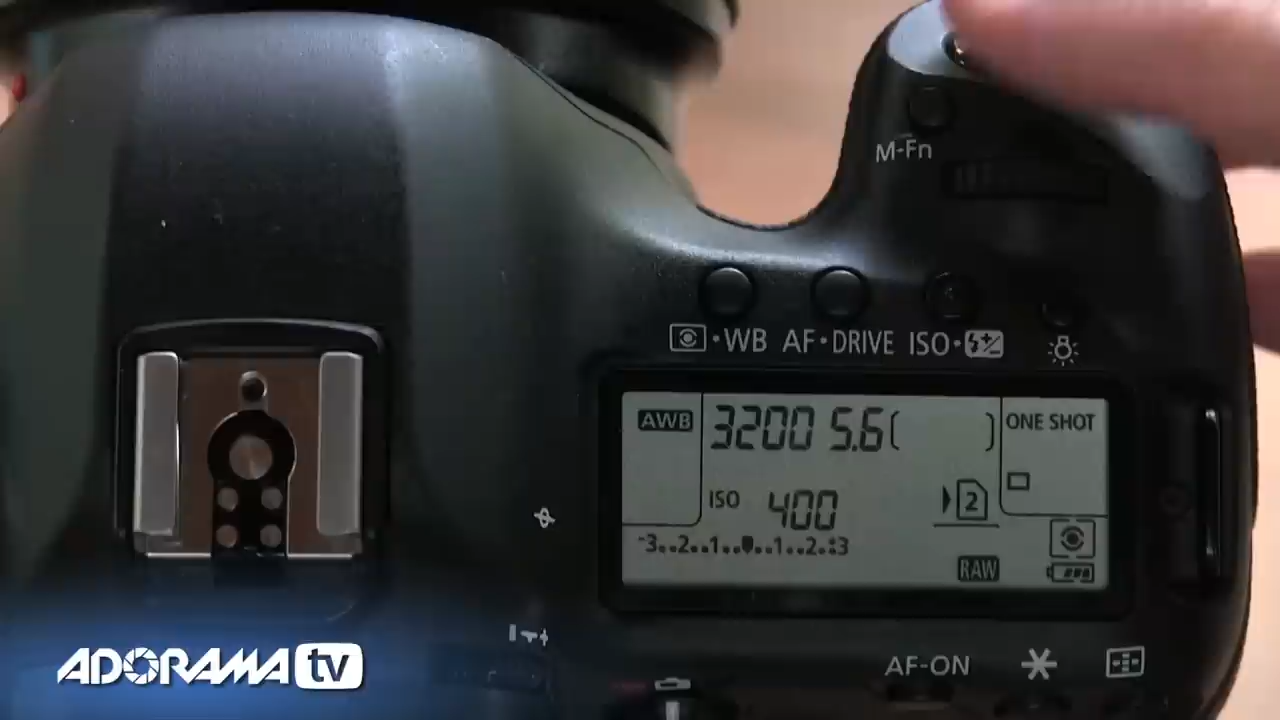 M-Fn
WB AF·DRIVE ISO·
AWB 3200 5.6 [ ] ONE SHOT
ISO 400 2
-3..2..1..0..1..2.:3
RAW
AF-ON
ADORAMA tv